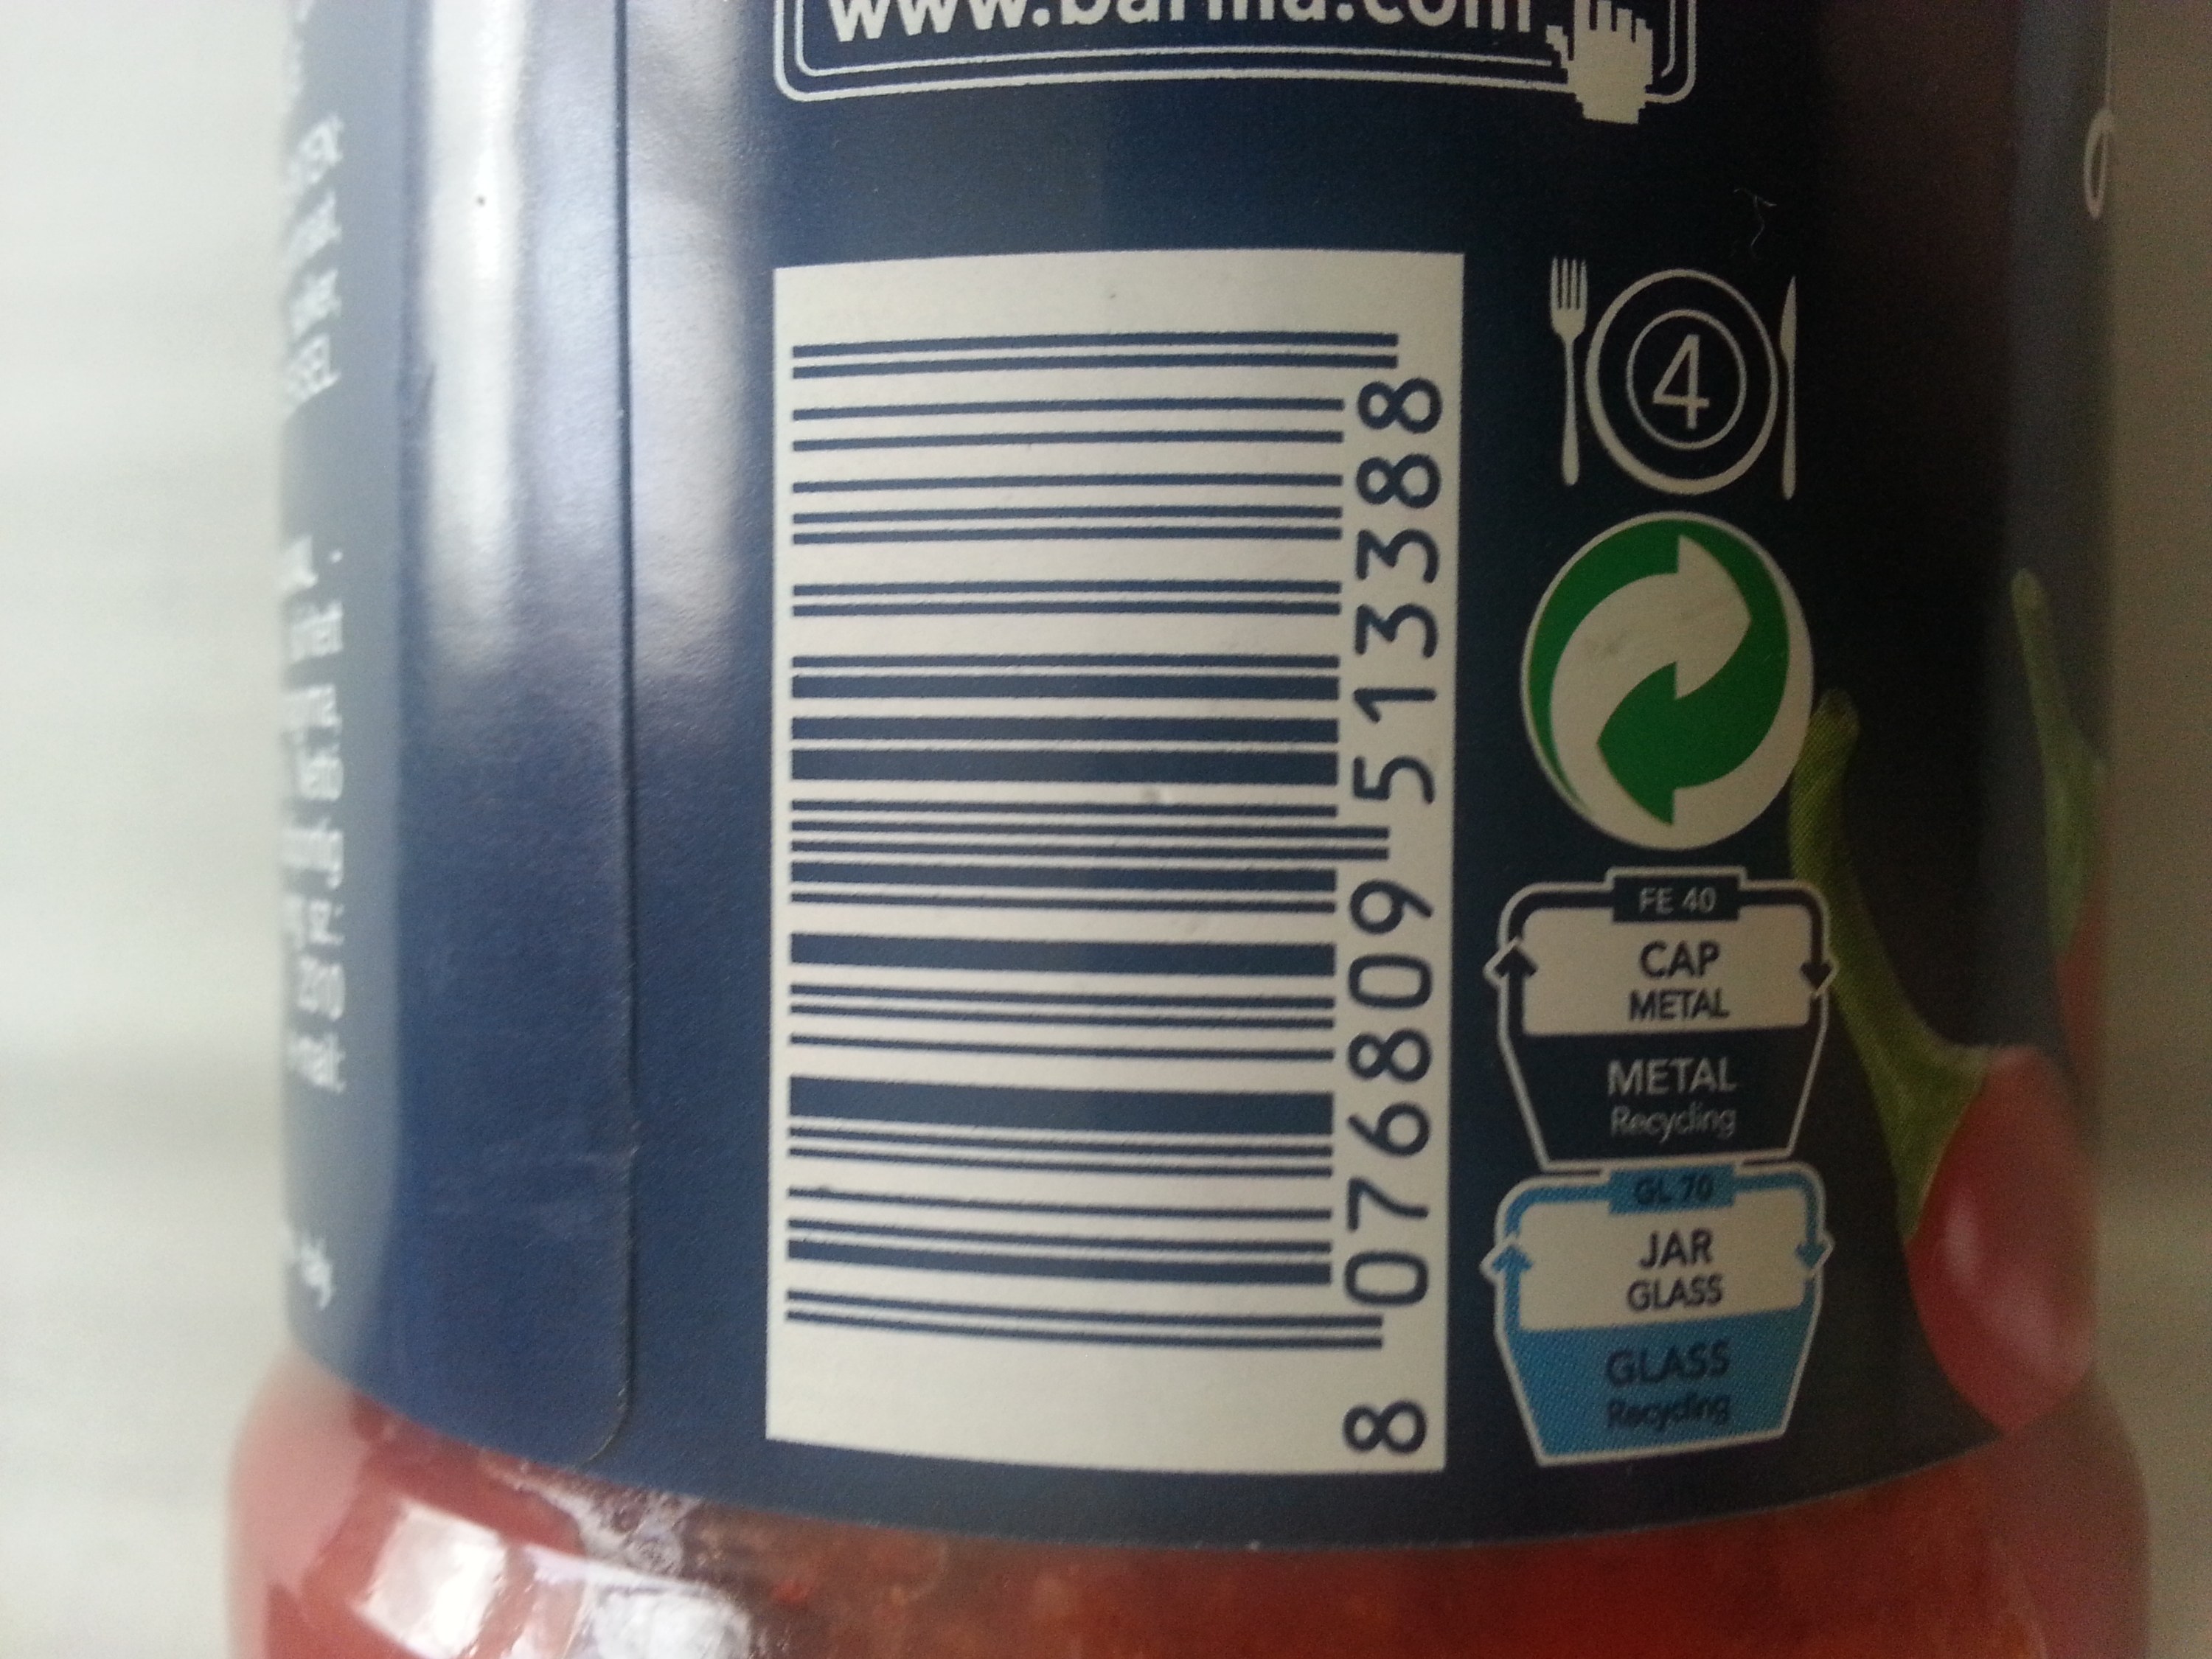 www.barilla.com
4
8 076809 513388
FE 40
CAP
METAL
METAL
Recycling
GL 70
JAR
GLASS
GLASS
Recycling